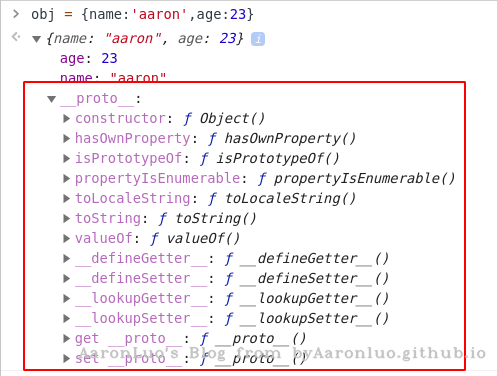 > obj = {name:'aaron',age:23}
<· ▼{name: "aaron", age: 23} i
age: 23
name: "aaron"
▼ __proto__:
▶ constructor: ƒ Object()
▶ hasOwnProperty: ƒ hasOwnProperty()
▶ isPrototypeOf: ƒ isPrototypeOf()
▶ propertyIsEnumerable: ƒ propertyIsEnumerable()
▶ toLocaleString: ƒ toLocaleString()
▶ toString: ƒ toString()
▶ valueOf: ƒ valueOf()
▶ __defineGetter__: ƒ __defineGetter__()
▶ __defineSetter__: ƒ __defineSetter__()
▶ __lookupGetter__: ƒ __lookupGetter__()
▶ __lookupSetter__: ƒ __lookupSetter__()
▶ get __proto__: ƒ __proto__()
▶ set __proto__: ƒ __proto__()
AaronLuo's Blog from byAaronluo.github.io